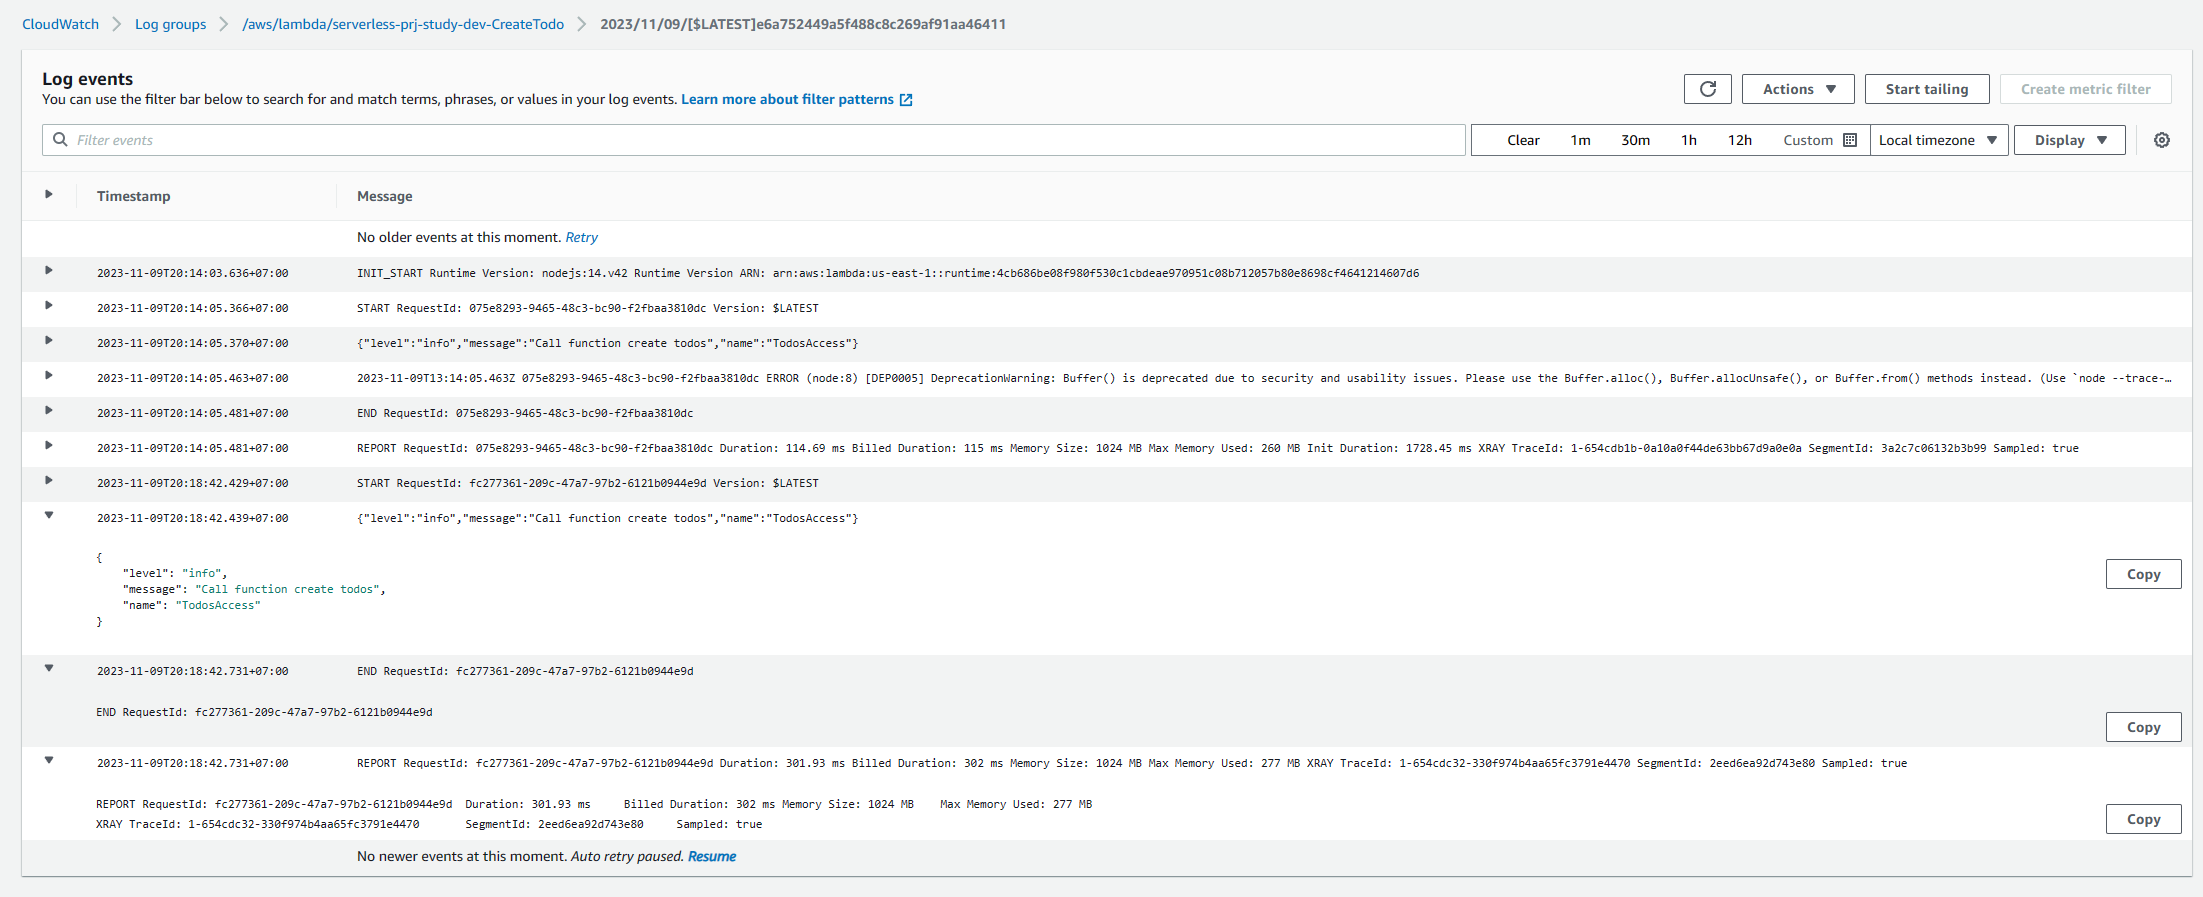 CloudWatch > Log groups > /aws/lambda/serverless-prj-study-dev-CreateTodo > 2023/11/09/[$LATEST]e6a752449a5f488c8c269af91aa46411
Log events
You can use the filter bar below to search for and match terms, phrases, or values in your log events. Learn more about filter patterns
Actions Start tailing Create metric filter
Filter events Clear 1m 30m 1h 12h Custom Local timezone Display
Timestamp Message
No older events at this moment. Retry
2023-11-09T20:14:03.636+07:00 INIT_START Runtime Version: nodejs:14.v42 Runtime Version ARN: arn:aws:lambda:us-east-1::runtime:4cb686be08f980f530c1cbdeae970951c08b712057b80e8698cf4641214607d6
2023-11-09T20:14:05.366+07:00 START RequestId: 075e8293-9465-48c3-bc90-f2fbaa3810dc Version: $LATEST
2023-11-09T20:14:05.370+07:00 {"level":"info","message":"Call function create todos","name":"TodosAccess"}
2023-11-09T20:14:05.463+07:00 2023-11-09T13:14:05.463Z 075e8293-9465-48c3-bc90-f2fbaa3810dc ERROR (node:8) [DEP0005] DeprecationWarning: Buffer() is deprecated due to security and usability issues. Please use the Buffer.alloc(), Buffer.allocUnsafe(), or Buffer.from() methods instead. (Use `node --trace-…
2023-11-09T20:14:05.481+07:00 END RequestId: 075e8293-9465-48c3-bc90-f2fbaa3810dc
2023-11-09T20:14:05.481+07:00 REPORT RequestId: 075e8293-9465-48c3-bc90-f2fbaa3810dc Duration: 114.69 ms Billed Duration: 115 ms Memory Size: 1024 MB Max Memory Used: 260 MB Init Duration: 1728.45 ms XRAY TraceId: 1-654cdb1b-0a10a0f44de63bb67d9a0e0a SegmentId: 3a2c7c06132b3b99 Sampled: true
2023-11-09T20:18:42.429+07:00 START RequestId: fc277361-209c-47a7-97b2-6121b0944e9d Version: $LATEST
2023-11-09T20:18:42.439+07:00 {"level":"info","message":"Call function create todos","name":"TodosAccess"}
{
"level": "info",
Copy
"message": "Call function create todos",
"name": "TodosAccess"
}
2023-11-09T20:18:42.731+07:00 END RequestId: fc277361-209c-47a7-97b2-6121b0944e9d
END RequestId: fc277361-209c-47a7-97b2-6121b0944e9d
Copy
2023-11-09T20:18:42.731+07:00 REPORT RequestId: fc277361-209c-47a7-97b2-6121b0944e9d Duration: 301.93 ms Billed Duration: 302 ms Memory Size: 1024 MB Max Memory Used: 277 MB XRAY TraceId: 1-654cdc32-330f974b4aa65fc3791e4470 SegmentId: 2eed6ea92d743e80 Sampled: true
REPORT RequestId: fc277361-209c-47a7-97b2-6121b0944e9d Duration: 301.93 ms Billed Duration: 302 ms Memory Size: 1024 MB Max Memory Used: 277 MB
Copy
XRAY TraceId: 1-654cdc32-330f974b4aa65fc3791e4470 SegmentId: 2eed6ea92d743e80 Sampled: true
No newer events at this moment. Auto retry paused. Resume